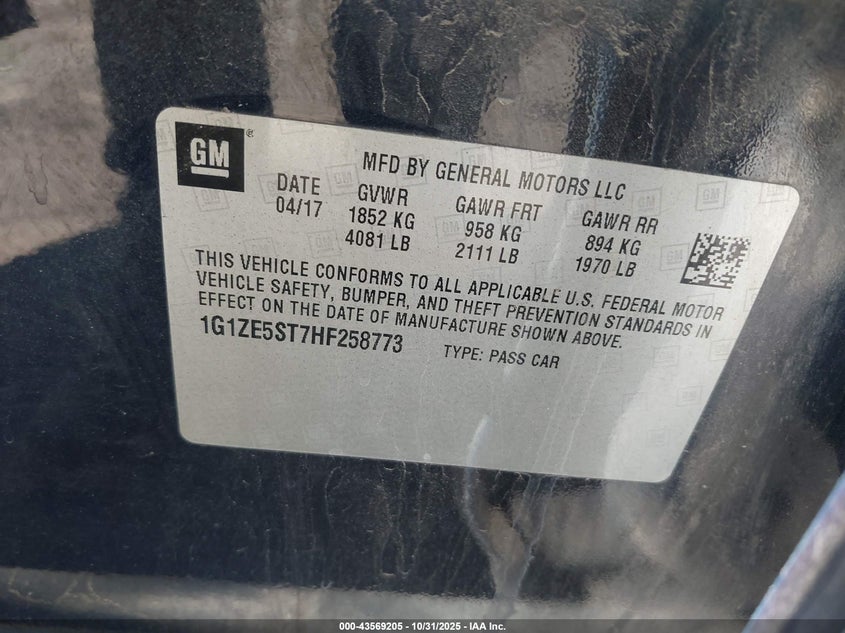 GM ®
MFD BY GENERAL MOTORS LLC
DATE GVWR GAWR FRT GAWR RR
04/17 1852 KG 958 KG 894 KG
4081 LB 2111 LB 1970 LB
THIS VEHICLE CONFORMS TO ALL APPLICABLE U.S. FEDERAL MOTOR
VEHICLE SAFETY, BUMPER, AND THEFT PREVENTION STANDARDS IN
EFFECT ON THE DATE OF MANUFACTURE SHOWN ABOVE.
1G1ZE5ST7HF258773 TYPE: PASS CAR
000-43569205 - 10/31/2025 - IAA Inc.